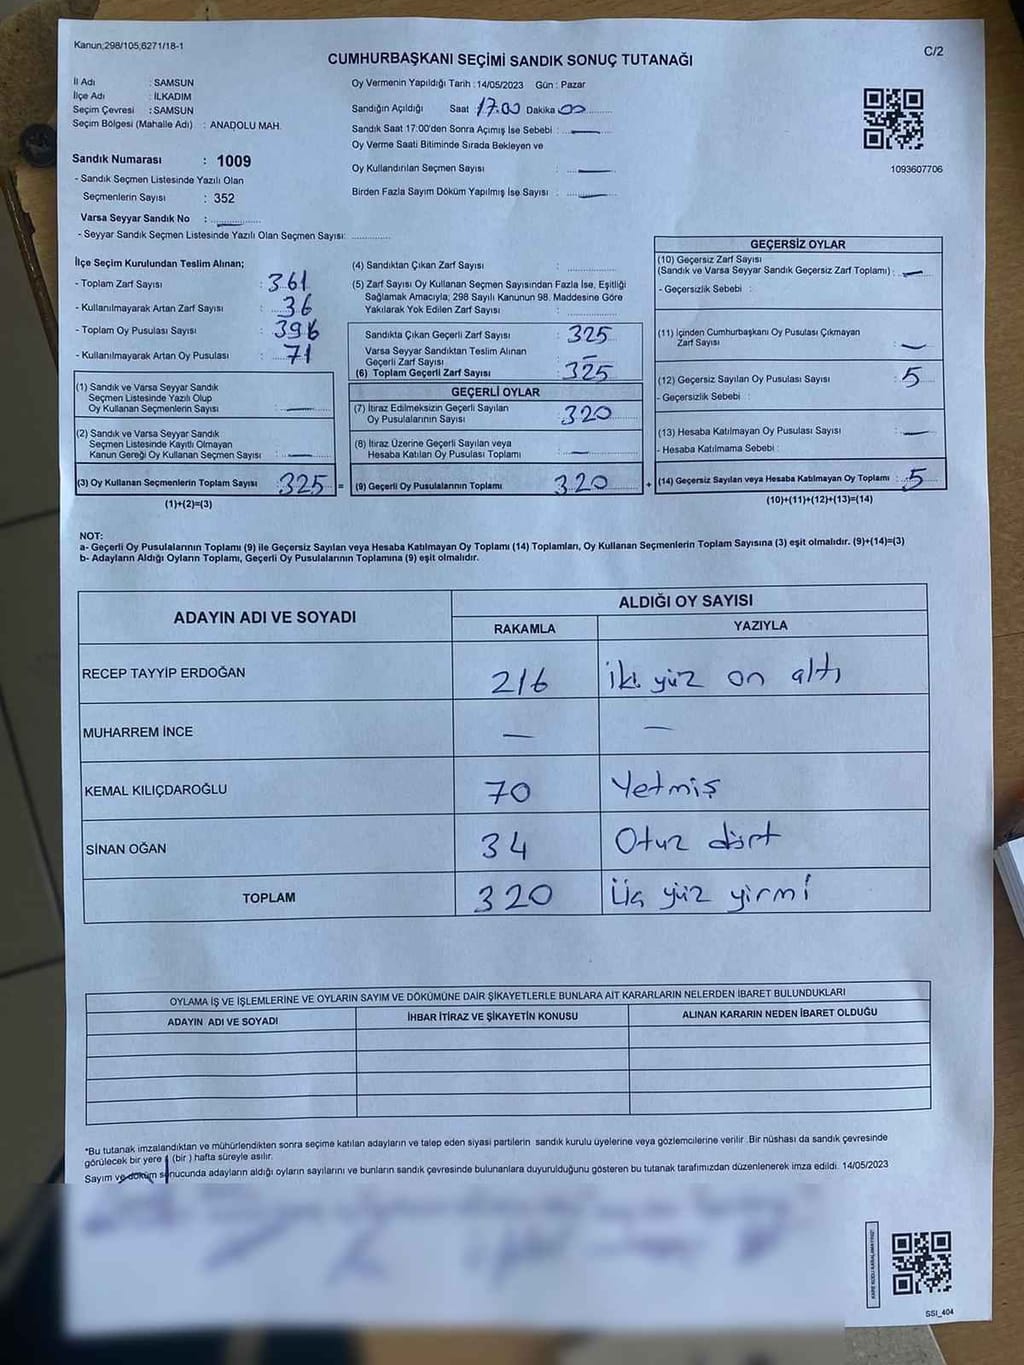 Kanun;298/105;6271/18-1
C/2
CUMHURBAŞKANI SEÇİMİ SANDIK SONUÇ TUTANAĞI
İl Adı : SAMSUN
İlçe Adı : İLKADIM
Seçim Çevresi : SAMSUN
Seçim Bölgesi (Mahalle Adı) : ANADOLU MAH.
Oy Vermenin Yapıldığı Tarih : 14/05/2023 Gün : Pazar
Sandığın Açıldığı Saat 17.00 Dakika 00
Sandık Saat 17:00'den Sonra Açımış İse Sebebi : —
Oy Verme Saati Bitiminde Sırada Bekleyen ve
Oy Kullandırılan Seçmen Sayısı : —
Birden Fazla Sayım Döküm Yapılmış İse Sayısı : —
1093607706
Sandık Numarası : 1009
- Sandık Seçmen Listesinde Yazılı Olan
Seçmenlerin Sayısı : 352
Varsa Seyyar Sandık No : —
- Seyyar Sandık Seçmen Listesinde Yazılı Olan Seçmen Sayısı:
İlçe Seçim Kurulundan Teslim Alınan;
- Toplam Zarf Sayısı : 361
- Kullanılmayarak Artan Zarf Sayısı : 36
- Toplam Oy Pusulası Sayısı : 396
- Kullanılmayarak Artan Oy Pusulası : 71
(1) Sandık ve Varsa Seyyar Sandık
Seçmen Listesinde Yazılı Olup
Oy Kullanan Seçmenlerin Sayısı : —
(2) Sandık ve Varsa Seyyar Sandık
Seçmen Listesinde Kayıtlı Olmayan
Kanun Gereği Oy Kullanan Seçmen Sayısı : —
(3) Oy Kullanan Seçmenlerin Toplam Sayısı : 325 =
(1)+(2)=(3)
(4) Sandıktan Çıkan Zarf Sayısı :
(5) Zarf Sayısı Oy Kullanan Seçmen Sayısından Fazla İse, Eşitliği
Sağlamak Amacıyla; 298 Sayılı Kanunun 98. Maddesine Göre
Yakılarak Yok Edilen Zarf Sayısı :
Sandıkta Çıkan Geçerli Zarf Sayısı : 325
Varsa Seyyar Sandıktan Teslim Alınan
Geçerli Zarf Sayısı : —
(6) Toplam Geçerli Zarf Sayısı : 325
GEÇERLİ OYLAR
(7) İtiraz Edilmeksizin Geçerli Sayılan
Oy Pusulalarının Sayısı : 320
(8) İtiraz Üzerine Geçerli Sayılan veya
Hesaba Katılan Oy Pusulası Toplamı : —
(9) Geçerli Oy Pusulalarının Toplamı : 320 +
GEÇERSİZ OYLAR
(10) Geçersiz Zarf Sayısı
(Sandık ve Varsa Seyyar Sandık Geçersiz Zarf Toplamı) : —
- Geçersizlik Sebebi :
(11) İçinden Cumhurbaşkanı Oy Pusulası Çıkmayan
Zarf Sayısı : —
(12) Geçersiz Sayılan Oy Pusulası Sayısı : 5
- Geçersizlik Sebebi :
(13) Hesaba Katılmayan Oy Pusulası Sayısı : —
- Hesaba Katılmama Sebebi :
(14) Geçersiz Sayılan veya Hesaba Katılmayan Oy Toplamı : 5
(10)+(11)+(12)+(13)=(14)
NOT:
a- Geçerli Oy Pusulalarının Toplamı (9) ile Geçersiz Sayılan veya Hesaba Katılmayan Oy Toplamı (14) Toplamları, Oy Kullanan Seçmenlerin Toplam Sayısına (3) eşit olmalıdır. (9)+(14)=(3)
b- Adayların Aldığı Oyların Toplamı, Geçerli Oy Pusulalarının Toplamına (9) eşit olmalıdır.
ADAYIN ADI VE SOYADI
ALDIĞI OY SAYISI
RAKAMLA YAZIYLA
RECEP TAYYİP ERDOĞAN 216 iki yüz on altı
MUHARREM İNCE — —
KEMAL KILIÇDAROĞLU 70 Yetmiş
SİNAN OĞAN 34 Otuz dört
TOPLAM 320 Üç yüz yirmi
OYLAMA İŞ VE İŞLEMLERİNE VE OYLARIN SAYIM VE DÖKÜMÜNE DAİR ŞİKAYETLERLE BUNLARA AİT KARARLARIN NELERDEN İBARET BULUNDUKLARI
ADAYIN ADI VE SOYADI İHBAR İTİRAZ VE ŞİKAYETİN KONUSU ALINAN KARARIN NEDEN İBARET OLDUĞU
*Bu tutanak imzalandıktan ve mühürlendikten sonra seçime katılan adayların ve talep eden siyasi partilerin sandık kurulu üyelerine veya gözlemcilerine verilir .Bir nüshası da sandık çevresinde
görülecek bir yere 1 (bir ) hafta süreyle asılır.
Sayım ve döküm sonucunda adayların aldığı oyların sayılarını ve bunların sandık çevresinde bulunanlara duyurulduğunu gösteren bu tutanak tarafımızdan düzenlenerek imza edildi. 14/05/2023
KARE KODU KARALAMAYINIZ!
SSİ_404